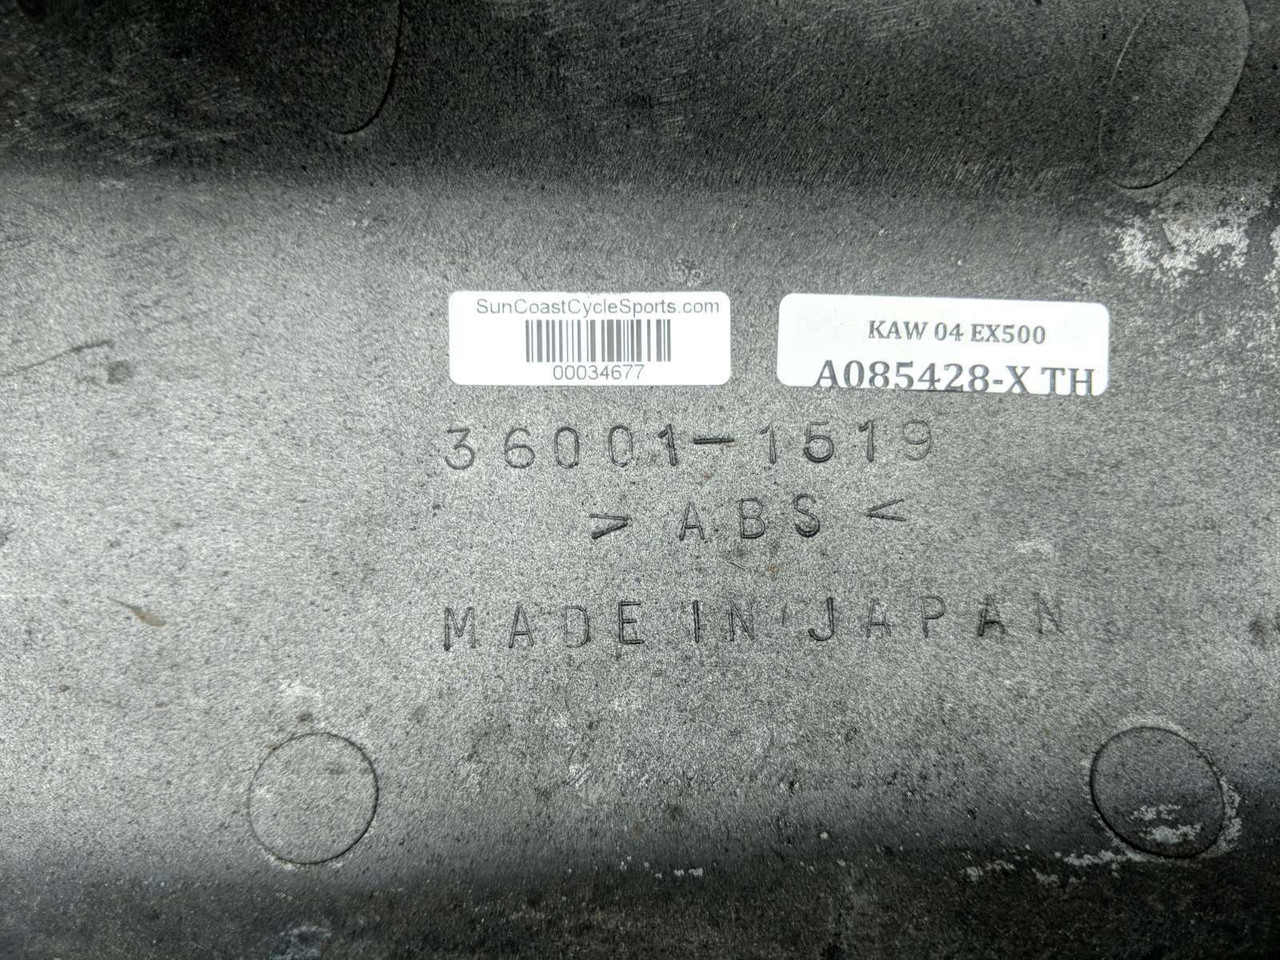 SunCoastCycleSports.com
00034677
KAW 04 EX500
A085428-X TH
36001-1519
> ABS <
MADE IN JAPAN